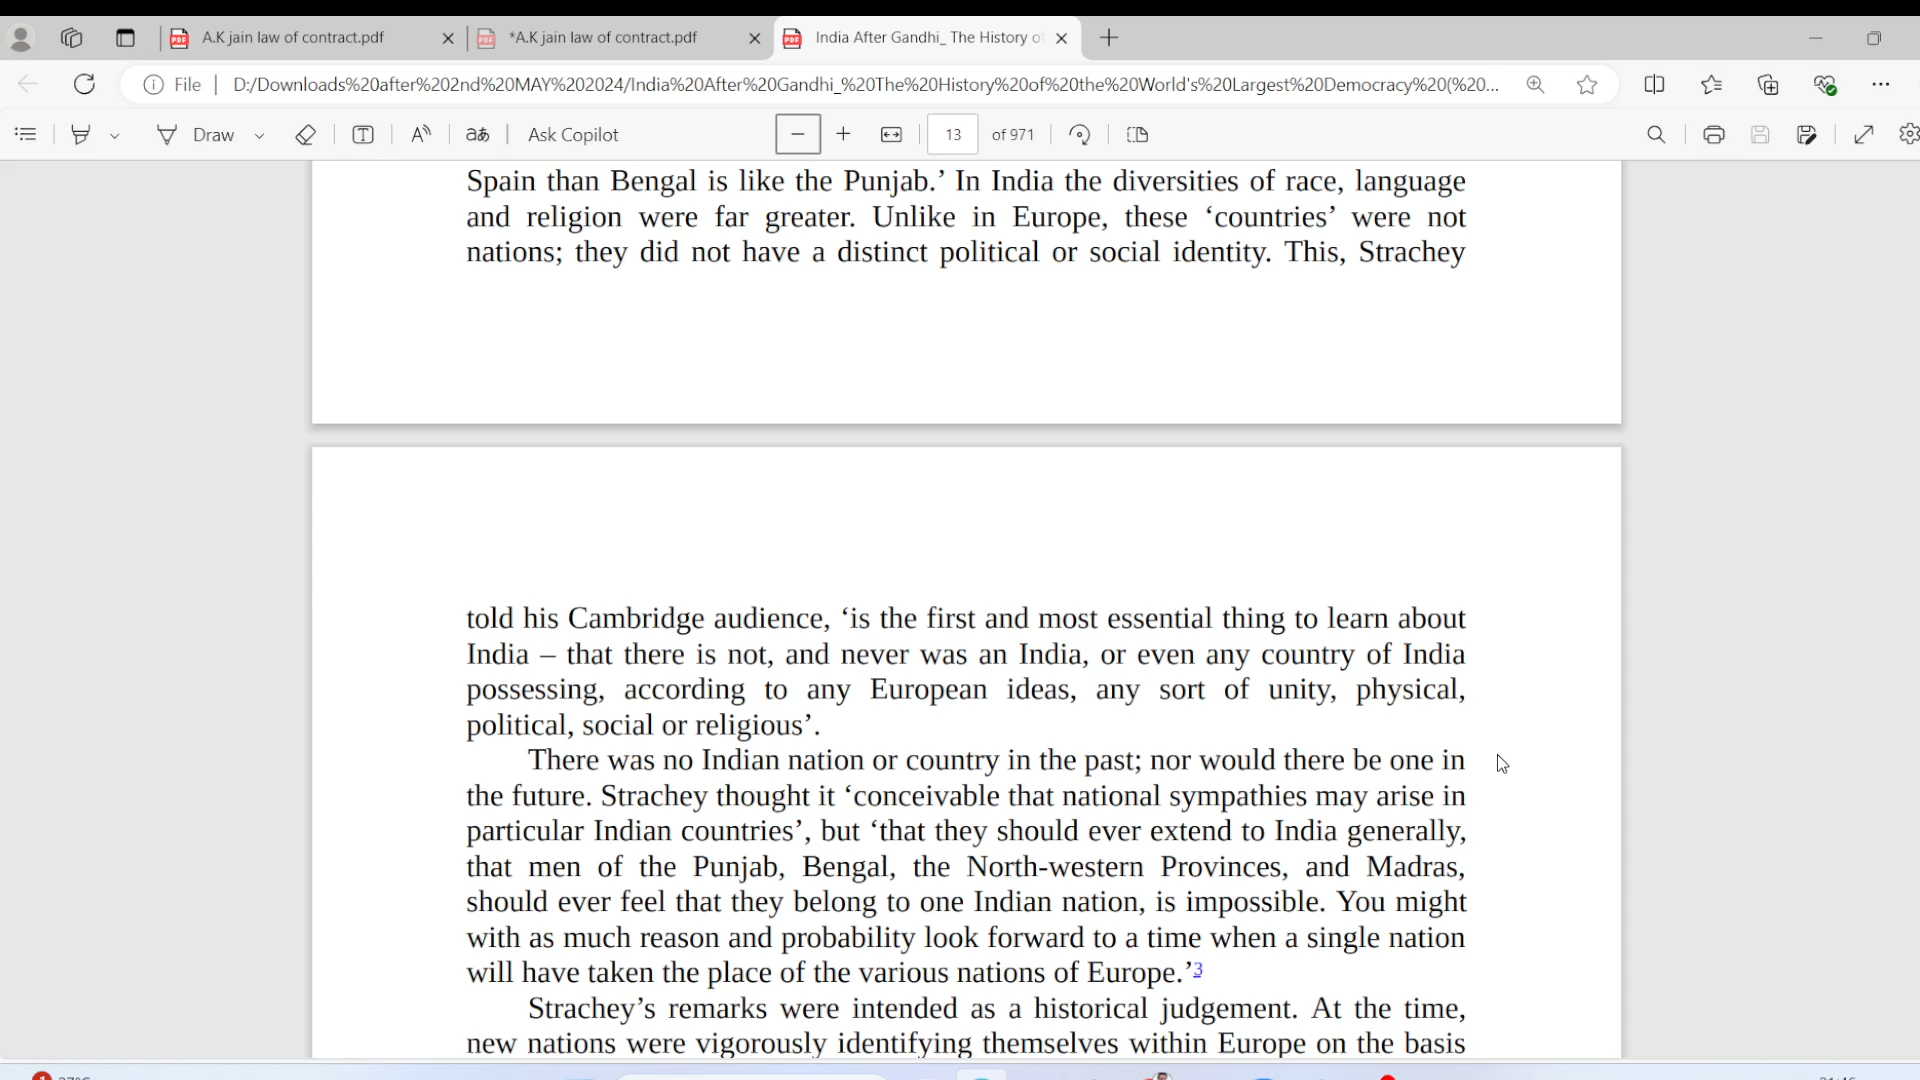 A.K jain law of contract.pdf
*A.K jain law of contract.pdf
India After Gandhi_ The History of
File
D:/Downloads%20after%202nd%20MAY%202024/India%20After%20Gandhi_%20The%20History%20of%20the%20World's%20Largest%20Democracy%20(%20...
Draw
Ask Copilot
13 of 971
Spain than Bengal is like the Punjab.’ In India the diversities of race, language
and religion were far greater. Unlike in Europe, these ‘countries’ were not
nations; they did not have a distinct political or social identity. This, Strachey
told his Cambridge audience, ‘is the first and most essential thing to learn about
India – that there is not, and never was an India, or even any country of India
possessing, according to any European ideas, any sort of unity, physical,
political, social or religious’.
There was no Indian nation or country in the past; nor would there be one in
the future. Strachey thought it ‘conceivable that national sympathies may arise in
particular Indian countries’, but ‘that they should ever extend to India generally,
that men of the Punjab, Bengal, the North-western Provinces, and Madras,
should ever feel that they belong to one Indian nation, is impossible. You might
with as much reason and probability look forward to a time when a single nation
will have taken the place of the various nations of Europe.’3
Strachey’s remarks were intended as a historical judgement. At the time,
new nations were vigorously identifying themselves within Europe on the basis